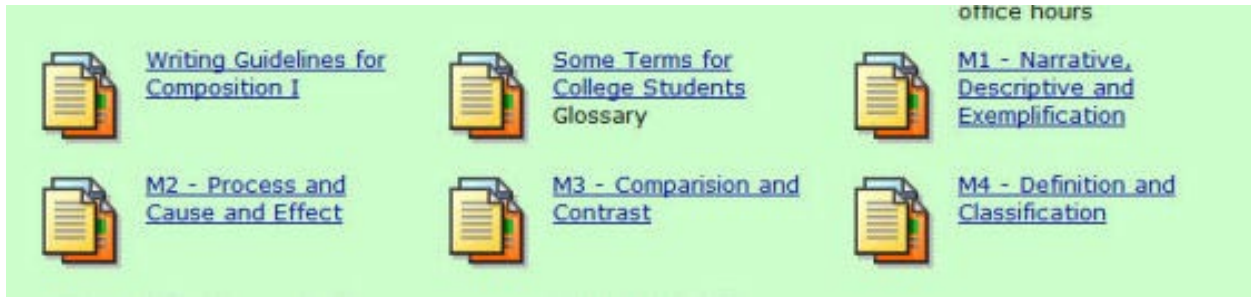 office hours
Writing Guidelines for
Composition I
Some Terms for
College Students
Glossary
M1 - Narrative,
Descriptive and
Exemplification
M2 - Process and
Cause and Effect
M3 - Comparision and
Contrast
M4 - Definition and
Classification